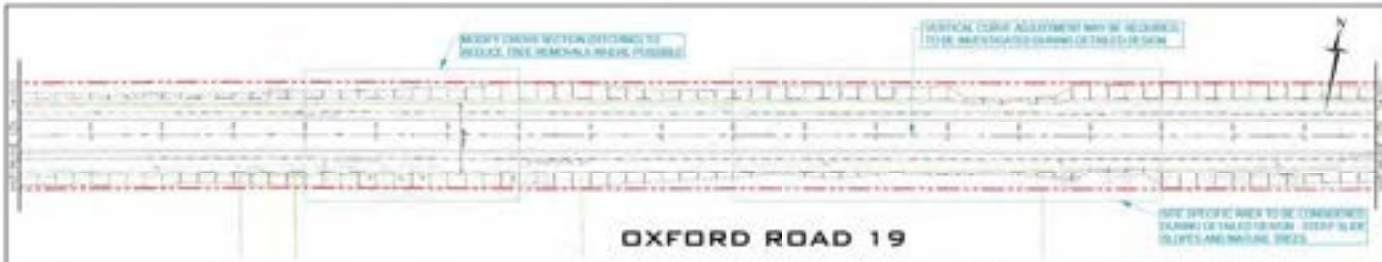 MODIFY CROSS SECTION (DITCHING) TO
REDUCE TREE REMOVALS WHERE POSSIBLE
VERTICAL CURVE ADJUSTMENT MAY BE REQUIRED
TO BE INVESTIGATED DURING DETAILED DESIGN
N
SITE SPECIFIC AREA TO BE CONSIDERED
DURING DETAILED DESIGN - STEEP SLIDE
SLOPES AND MATURE TREES
OXFORD ROAD 19